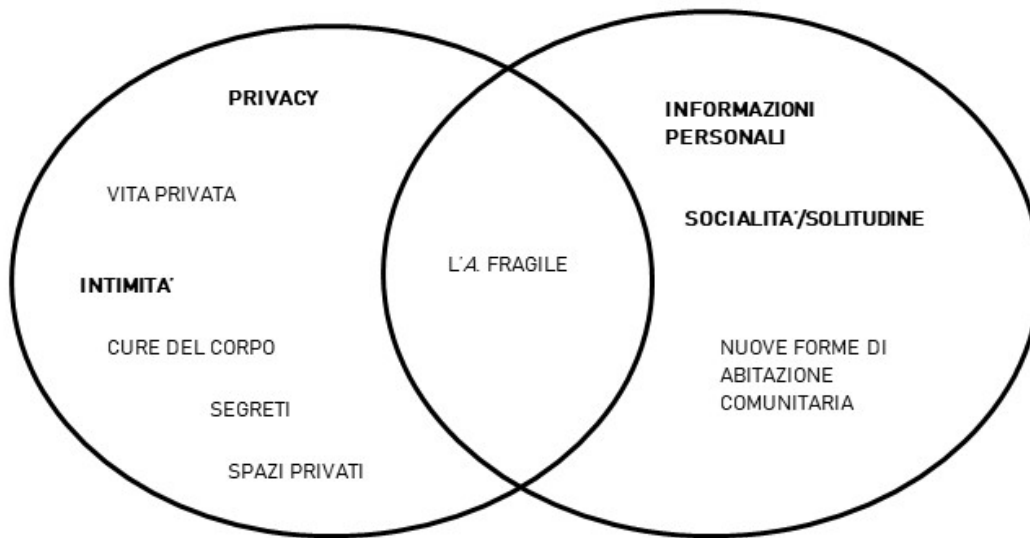 PRIVACY
VITA PRIVATA
INTIMITA'
CURE DEL CORPO
SEGRETI
SPAZI PRIVATI
L'A. FRAGILE
INFORMAZIONI
PERSONALI
SOCIALITA'/SOLITUDINE
NUOVE FORME DI
ABITAZIONE
COMUNITARIA